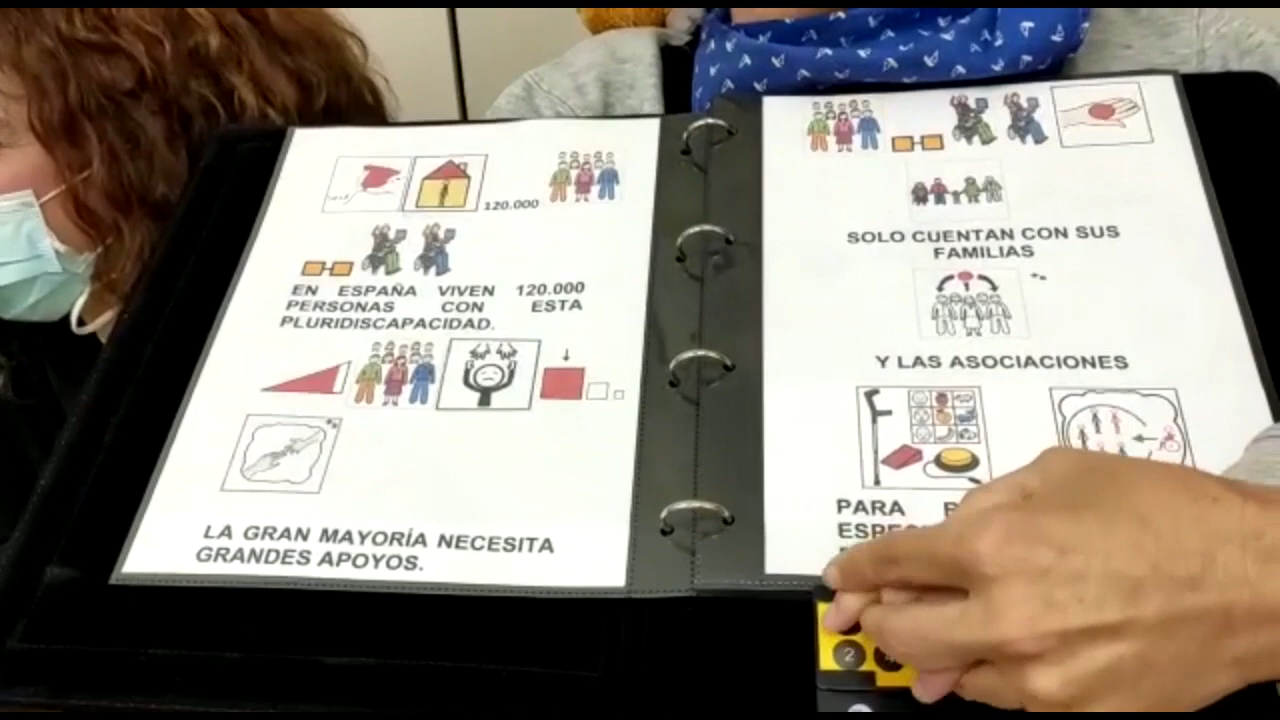 120.000
EN ESPAÑA VIVEN 120.000
PERSONAS CON ESTA
PLURIDISCAPACIDAD.
LA GRAN MAYORÍA NECESITA
GRANDES APOYOS.
SOLO CUENTAN CON SUS
FAMILIAS
Y LAS ASOCIACIONES
PARA
2